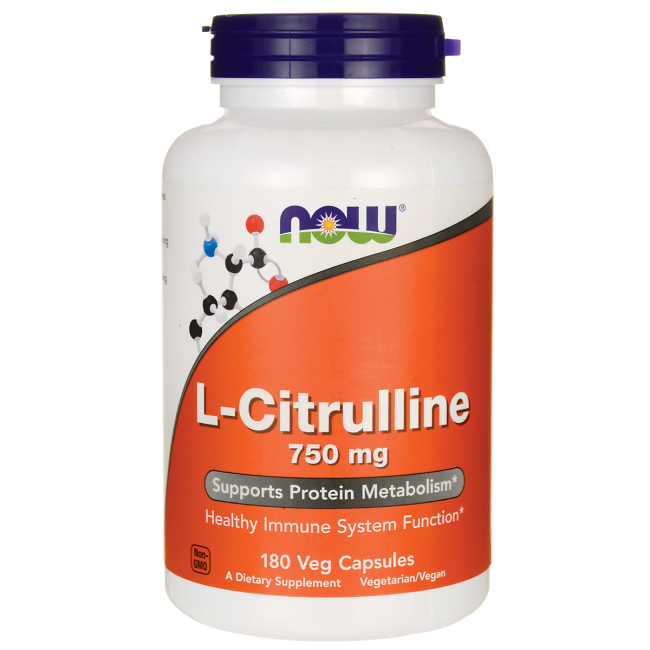 NOW®
L-Citrulline
750 mg
Supports Protein Metabolism*
Healthy Immune System Function*
Non-
GMO
180 Veg Capsules
A Dietary Supplement Vegetarian/Vegan